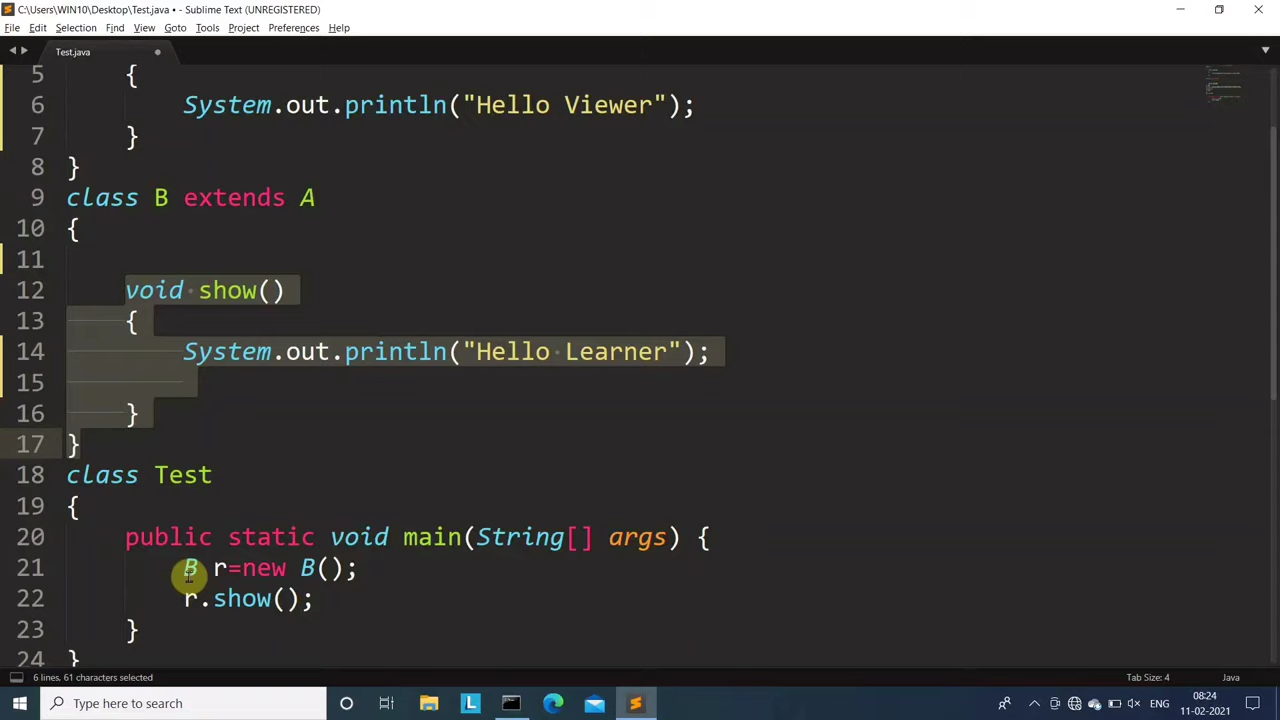 C:\Users\WIN10\Desktop\Test.java • - Sublime Text (UNREGISTERED)
File Edit Selection Find View Goto Tools Project Preferences Help
Test.java
5 {
6 System.out.println("Hello Viewer");
7 }
8 }
9 class B extends A
10 {
11
12 void show()
13 {
14 System.out.println("Hello Learner");
15
16 }
17 }
18 class Test
19 {
20 public static void main(String[] args) {
21 B r=new B();
22 r.show();
23 }
24 }
6 lines, 61 characters selected Tab Size: 4 Java
Type here to search L ENG 08:24
11-02-2021